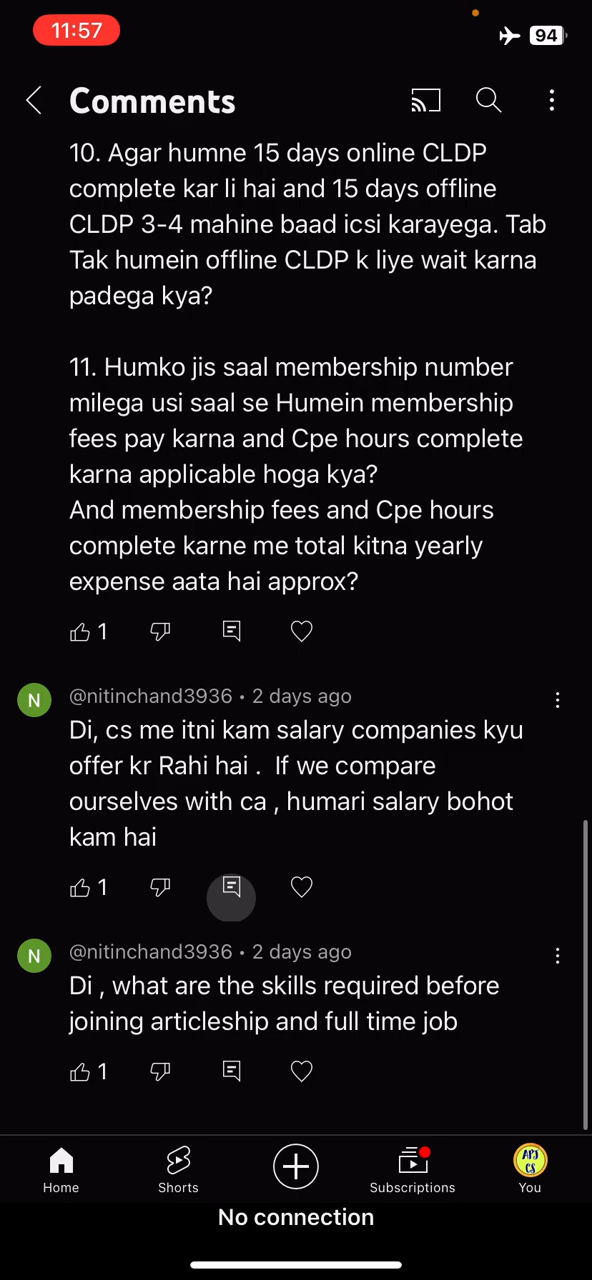 11:57
94
Comments
10. Agar humne 15 days online CLDP
complete kar li hai and 15 days offline
CLDP 3-4 mahine baad icsi karayega. Tab
Tak humein offline CLDP k liye wait karna
padega kya?
11. Humko jis saal membership number
milega usi saal se Humein membership
fees pay karna and Cpe hours complete
karna applicable hoga kya?
And membership fees and Cpe hours
complete karne me total kitna yearly
expense aata hai approx?
1
N
@nitinchand3936 • 2 days ago
Di, cs me itni kam salary companies kyu
offer kr Rahi hai . If we compare
ourselves with ca , humari salary bohot
kam hai
1
N
@nitinchand3936 • 2 days ago
Di , what are the skills required before
joining articleship and full time job
1
Home
Shorts
Subscriptions
APJ
CS
You
No connection